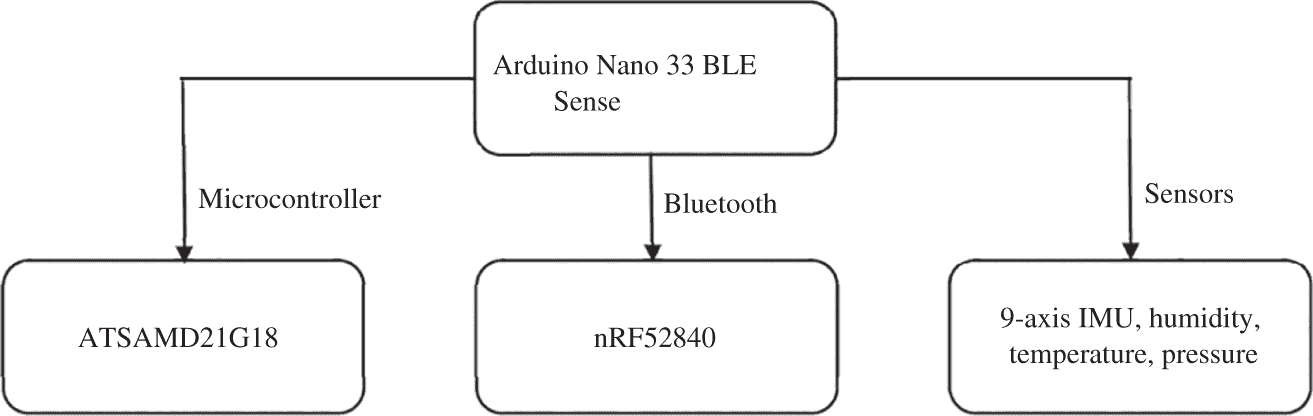 Arduino Nano 33 BLE
Sense
Microcontroller
Bluetooth
Sensors
ATSAMD21G18
nRF52840
9-axis IMU, humidity,
temperature, pressure